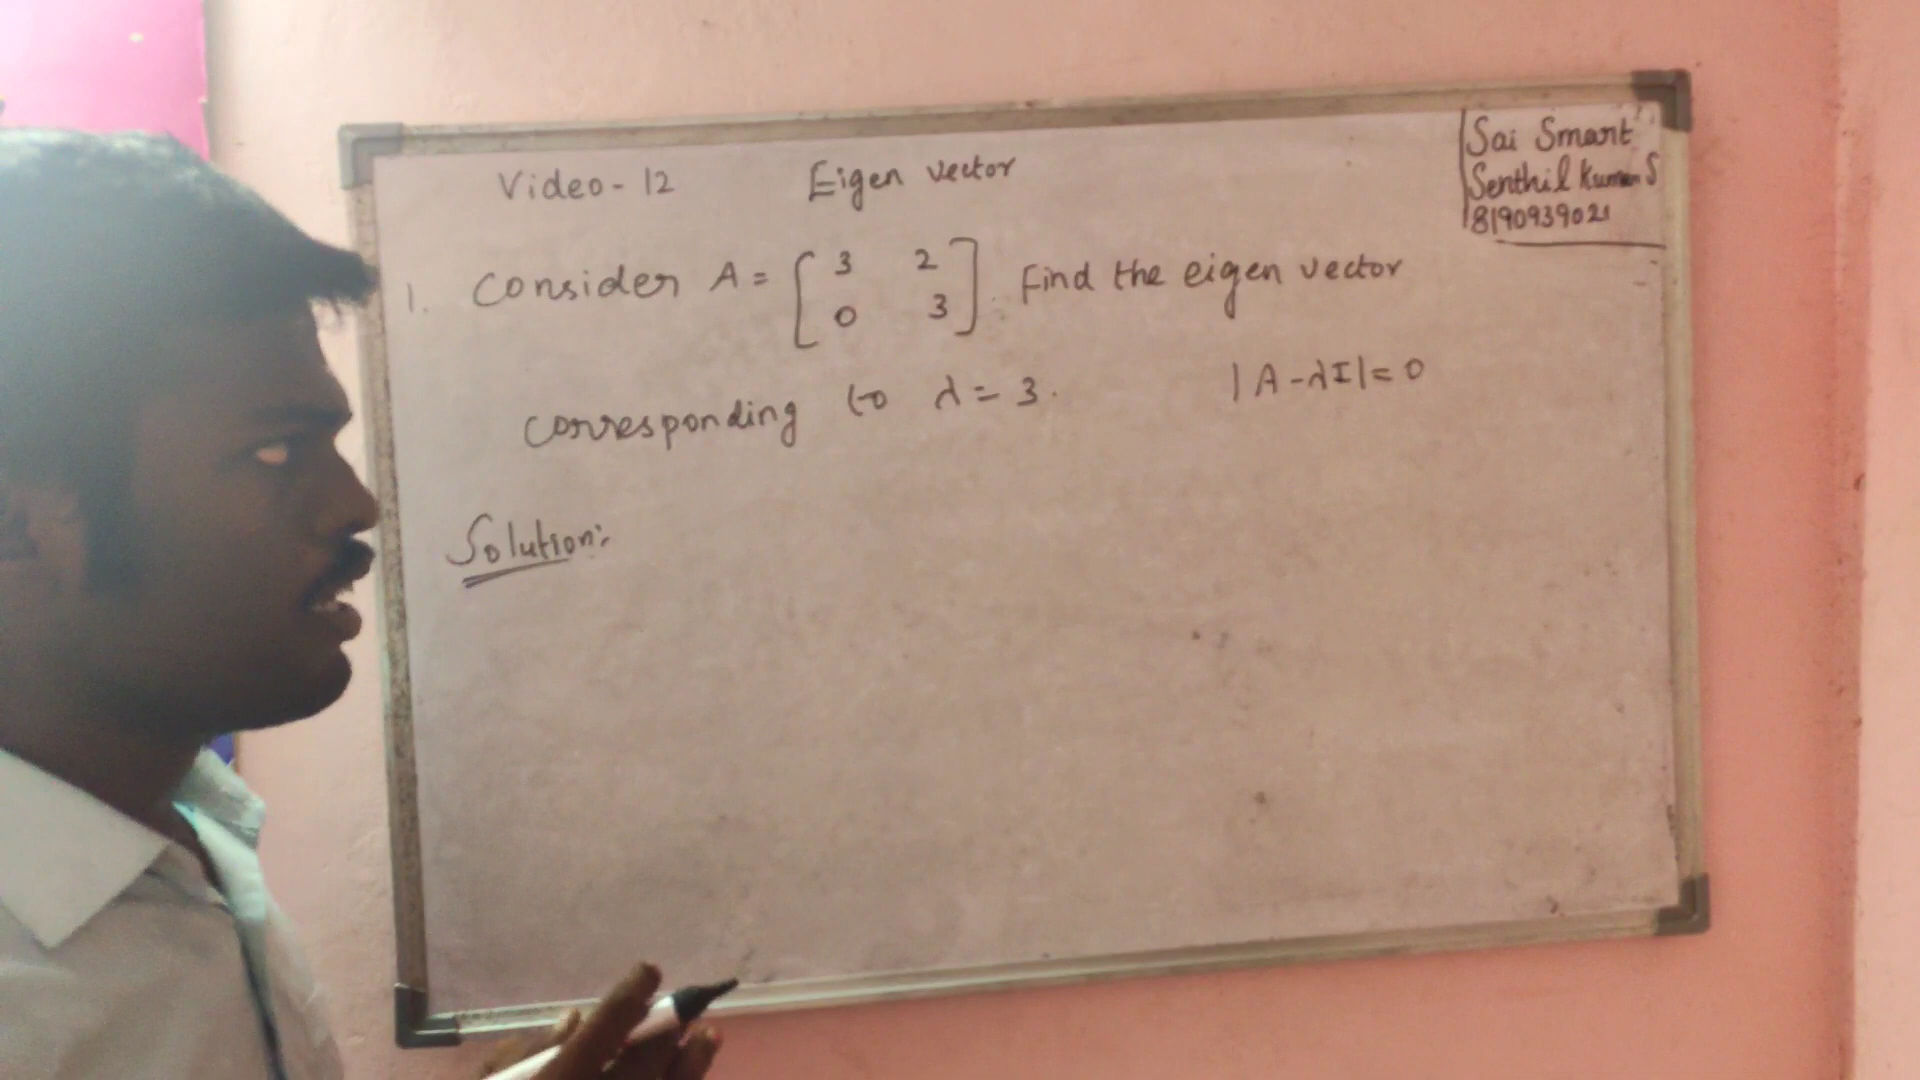 Video-12 Eigen vector
Sai Smart
Senthil Kumar S
8190939021
1. Consider A = [3 2
0 3]. Find the eigen vector
corresponding to λ = 3. |A-λI|=0
Solution: